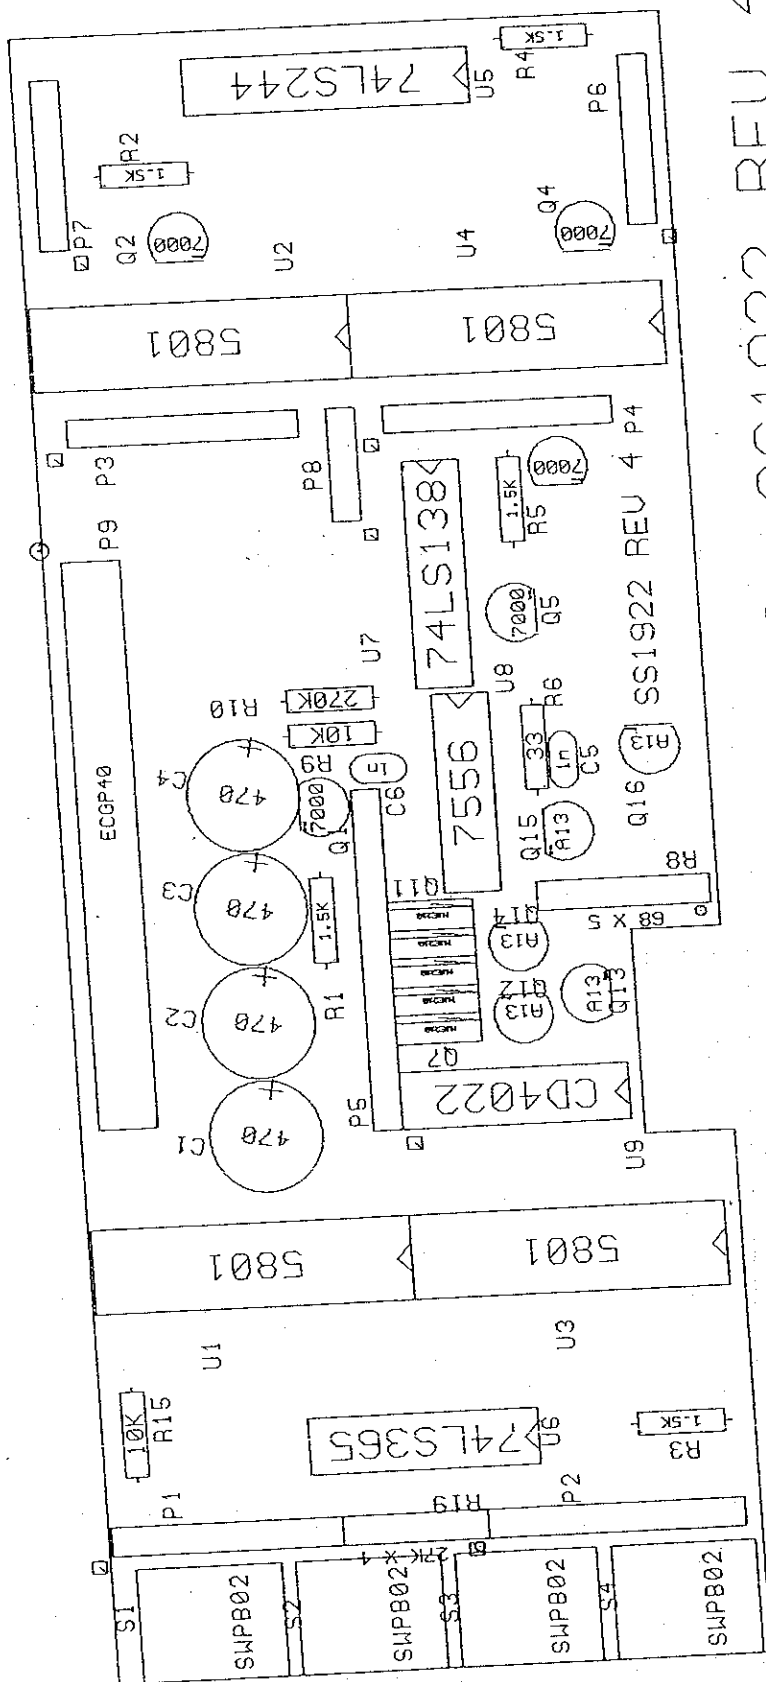 1.5K
R4
74LS244
U5
P6
R2
1.5K
P7
Q2
7000
Q4
7000
U2
U4
5801
5801
P3
P9
P8
P4
7000
1.5K
R5
74LS138
7000
Q5
SS1922 REV 4
REV
U7
U8
R10
270K
10K
R9
R6
33
1n
C5
A13
Q16
7556
1n
C6
ECGP40
C4
470
7000
C3
470
1.5K
R1
C2
470
C1
470
Q11
Q15
A13
R8
68 X 5
Q14
A13
Q12
A13
A13
Q13
Q7
P5
CD4022
U9
5801
5801
U1
U3
10K
R15
74LS365
U6
1.5K
R3
P1
R19
P2
27K X 4
S1
SWPB02
S2
SWPB02
S3
SWPB02
S4
SWPB02